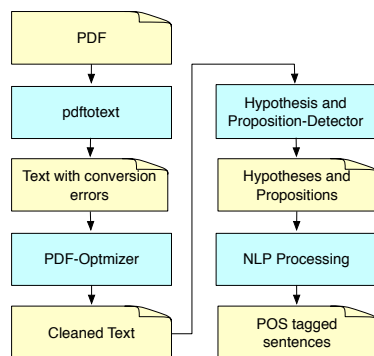 PDF
pdftotext
Text with conversion
errors
PDF-Optmizer
Cleaned Text
Hypothesis and
Proposition-Detector
Hypotheses and
Propositions
NLP Processing
POS tagged
sentences